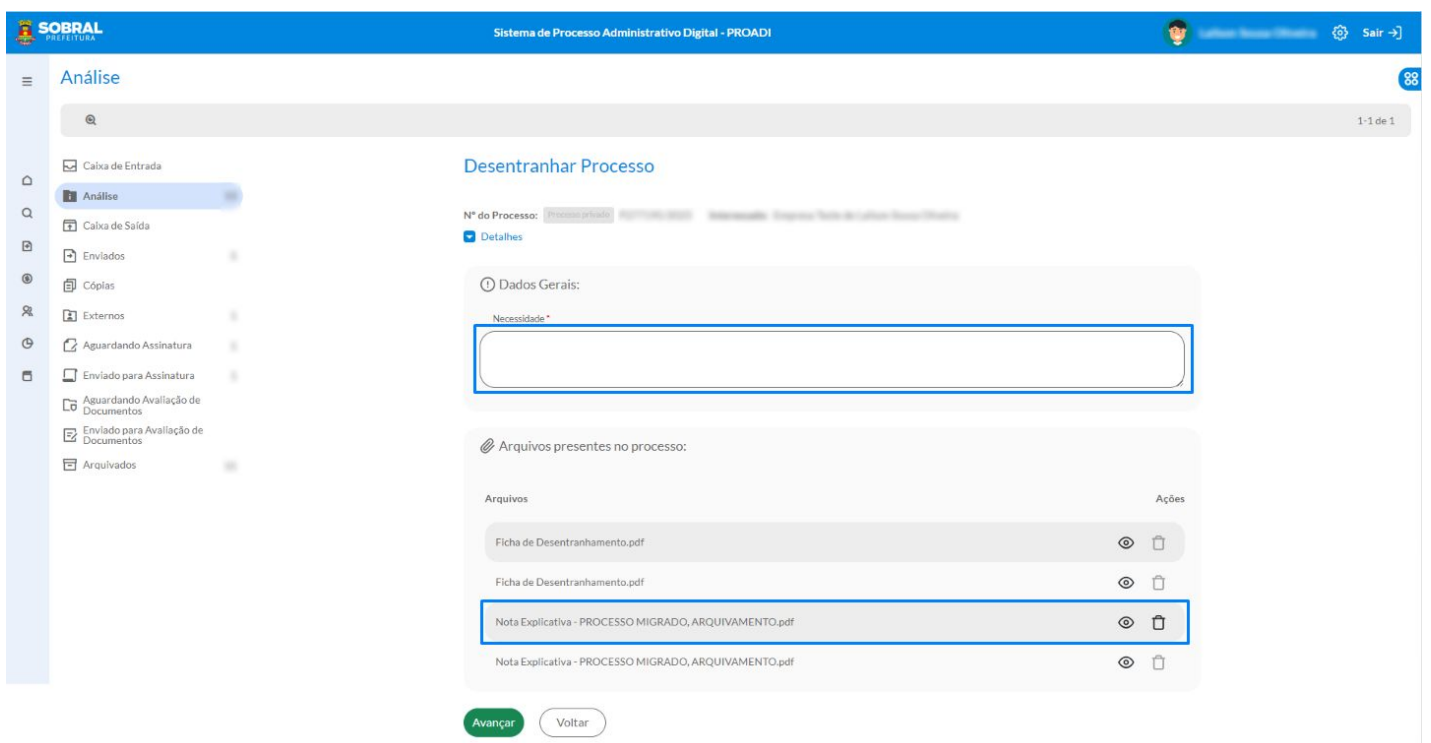 SOBRAL
PREFEITURA
Sistema de Processo Administrativo Digital - PROADI
Sair
Análise
1-1 de 1
Caixa de Entrada
Análise
Caixa de Saída
Enviados
Cópias
Externos
Aguardando Assinatura
Enviado para Assinatura
Aguardando Avaliação de
Documentos
Enviado para Avaliação de
Documentos
Arquivados
Desentranhar Processo
Nº do Processo: Processo privado
Detalhes
Dados Gerais:
Necessidade *
Arquivos presentes no processo:
Arquivos Ações
Ficha de Desentranhamento.pdf
Ficha de Desentranhamento.pdf
Nota Explicativa - PROCESSO MIGRADO, ARQUIVAMENTO.pdf
Nota Explicativa - PROCESSO MIGRADO, ARQUIVAMENTO.pdf
Avançar Voltar